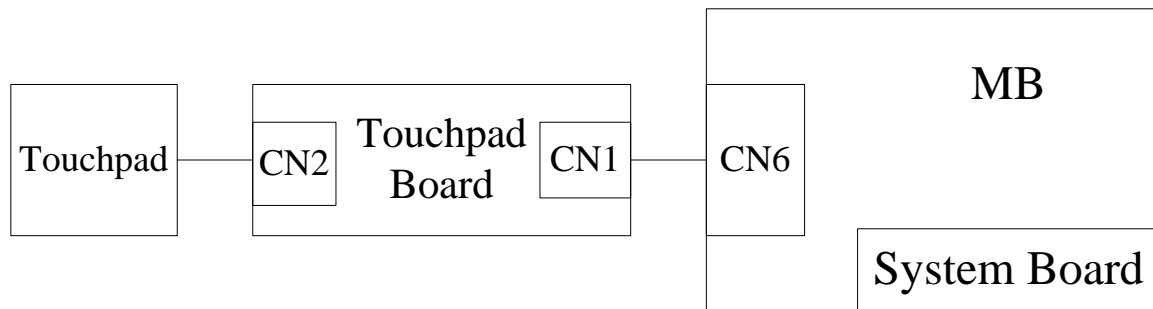 MB
Touchpad
CN2
Touchpad
Board
CN1
CN6
System Board